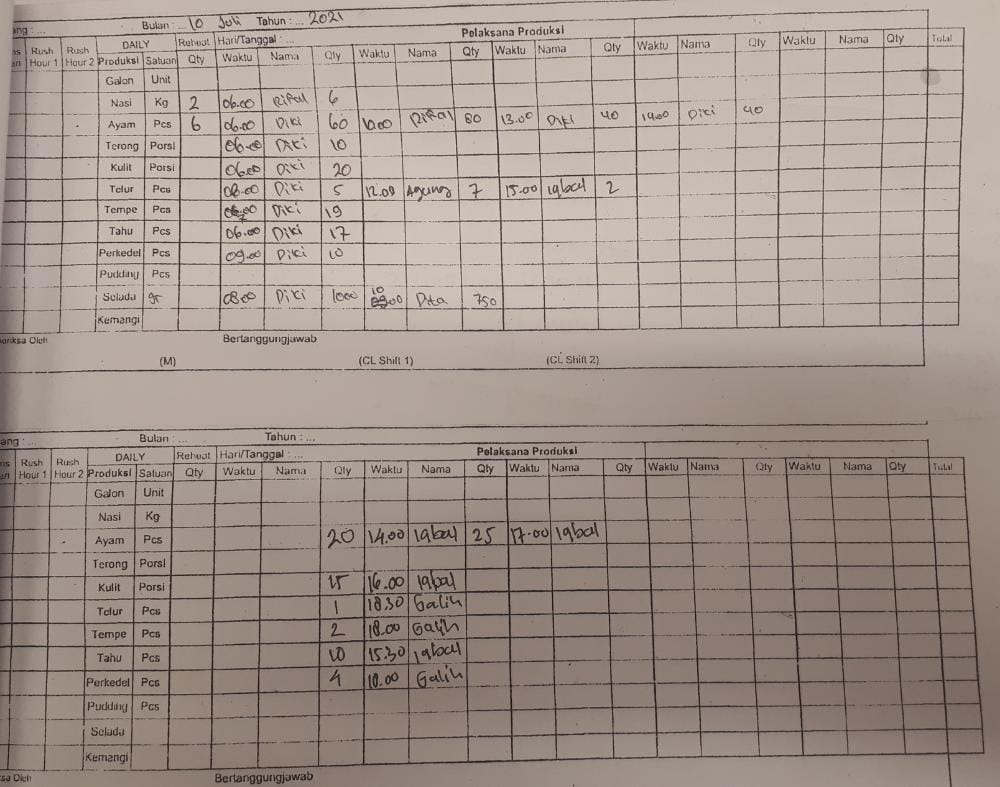 ang : ... Bulan : ... 10 Juli Tahun : ... 2021
DAILY Reheat Hari/Tanggal : ... Pelaksana Produksi
Rush Hour 1 Rush Hour 2 Produksi Satuan Qty Waktu Nama Qty Waktu Nama Qty Waktu Nama Qty Waktu Nama Qty Waktu Nama Qty Total
Galon Unit
Nasi Kg 2 06.00 Rifal 6
Ayam Pcs 6 06.00 Diki 60 10.00 Rifal 80 13.00 Diki 40 19.00 Diki 40
Terong Porsi 06.00 Diki 10
Kulit Porsi 06.00 Diki 20
Telur Pcs 08.00 Diki 5 12.00 Agung 7 15.00 Iqbal 2
Tempe Pcs Diki 19
Tahu Pcs 06.00 Diki 17
Perkedel Pcs 09.00 Diki 10
Pudding Pcs
Selada gr 08.00 Diki 1000 10 Dita 750
Kemangi
riksa Oleh Bertanggungjawab
(M) (CL Shift 1) (CL Shift 2)
ang : ... Bulan : ... Tahun : ...
DAILY Reheat Hari/Tanggal : ... Pelaksana Produksi
Rush Hour 1 Rush Hour 2 Produksi Satuan Qty Waktu Nama Qty Waktu Nama Qty Waktu Nama Qty Waktu Nama Qty Waktu Nama Qty Total
Galon Unit
Nasi Kg
Ayam Pcs 20 14.00 Iqbal 25 17.00 Iqbal
Terong Porsi
Kulit Porsi 15 16.00 Iqbal
Telur Pcs 1 18.30 Galih
Tempe Pcs 2 18.00 Galih
Tahu Pcs 10 15.30 Iqbal
Perkedel Pcs 4 18.00 Galih
Pudding Pcs
Selada
Kemangi
sa Oleh Bertanggungjawab